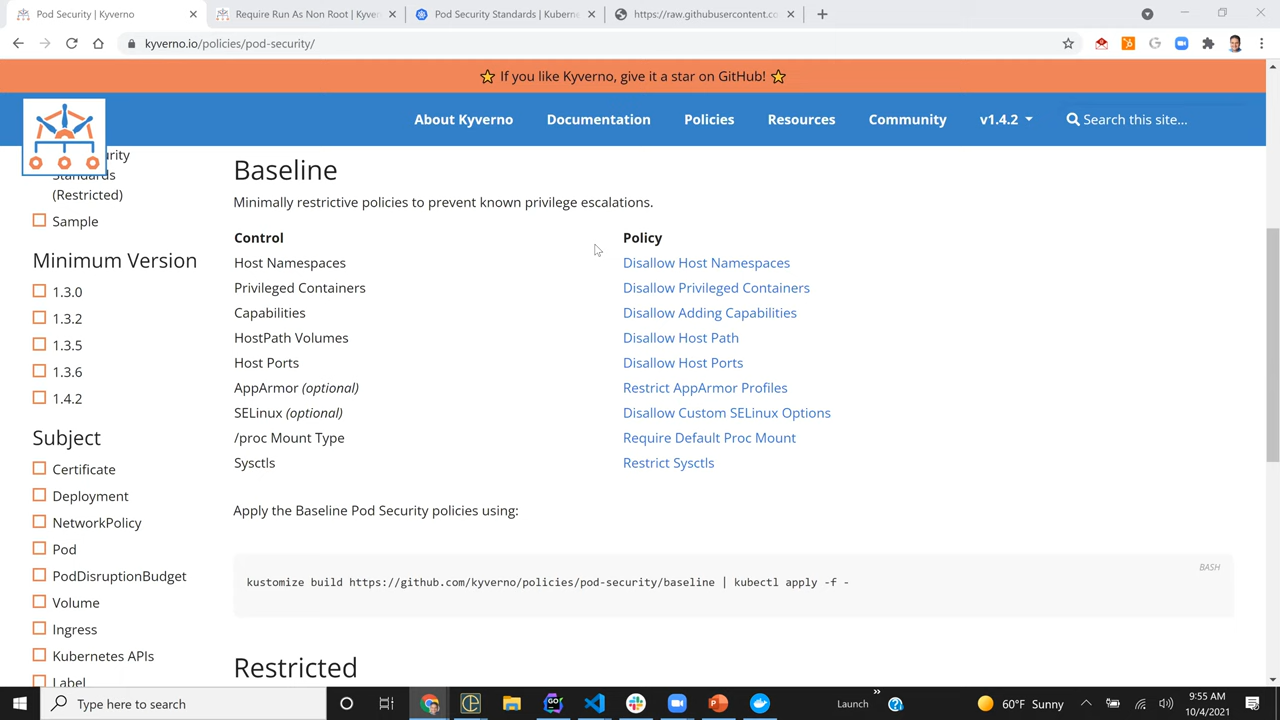 Pod Security | Kyverno
Require Run As Non Root | Kyver
Pod Security Standards | Kuberne
https://raw.githubusercontent.co
kyverno.io/policies/pod-security/
If you like Kyverno, give it a star on GitHub!
About Kyverno
Documentation
Policies
Resources
Community
v1.4.2
Search this site...
Standards
(Restricted)
Sample
Minimum Version
1.3.0
1.3.2
1.3.5
1.3.6
1.4.2
Subject
Certificate
Deployment
NetworkPolicy
Pod
PodDisruptionBudget
Volume
Ingress
Kubernetes APIs
Label
Baseline
Minimally restrictive policies to prevent known privilege escalations.
Control Policy
Host Namespaces Disallow Host Namespaces
Privileged Containers Disallow Privileged Containers
Capabilities Disallow Adding Capabilities
HostPath Volumes Disallow Host Path
Host Ports Disallow Host Ports
AppArmor (optional) Restrict AppArmor Profiles
SELinux (optional) Disallow Custom SELinux Options
/proc Mount Type Require Default Proc Mount
Sysctls Restrict Sysctls
Apply the Baseline Pod Security policies using:
BASH
kustomize build https://github.com/kyverno/policies/pod-security/baseline | kubectl apply -f -
Restricted
Type here to search
Launch
60°F Sunny
9:55 AM
10/4/2021